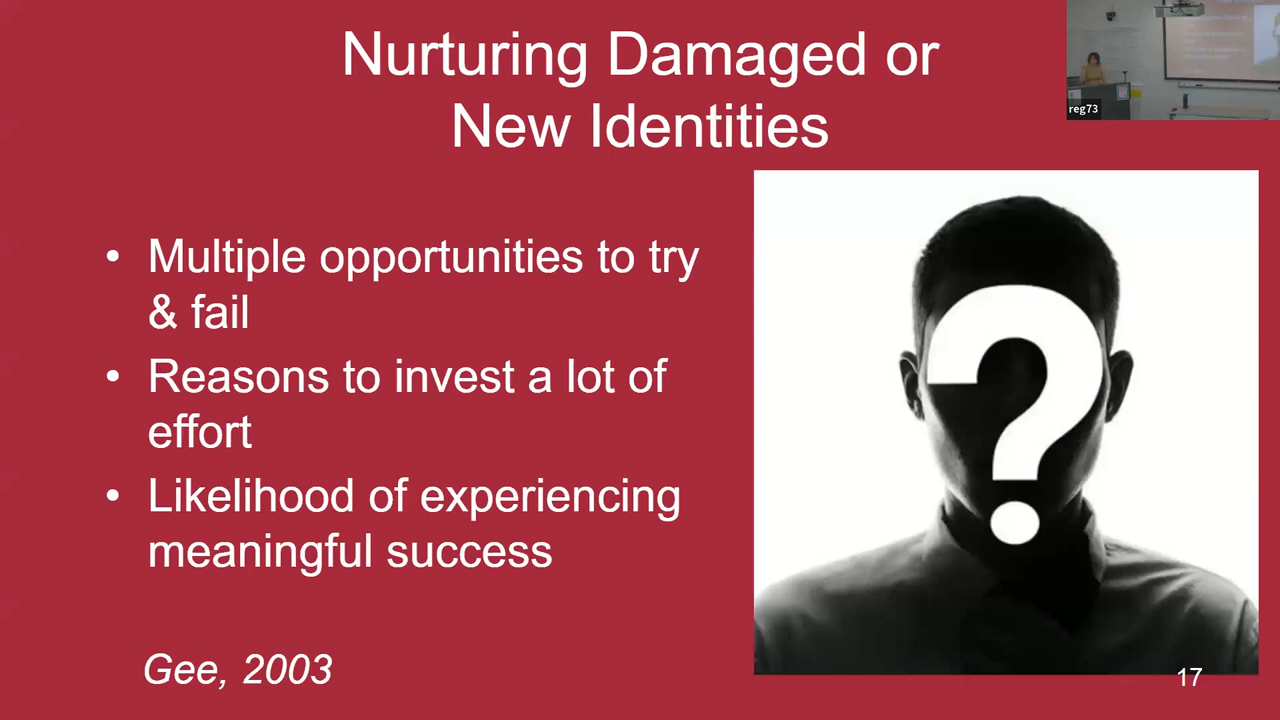 Nurturing Damaged or
New Identities
reg73
• Multiple opportunities to try
& fail
• Reasons to invest a lot of
effort
• Likelihood of experiencing
meaningful success
Gee, 2003
?
17